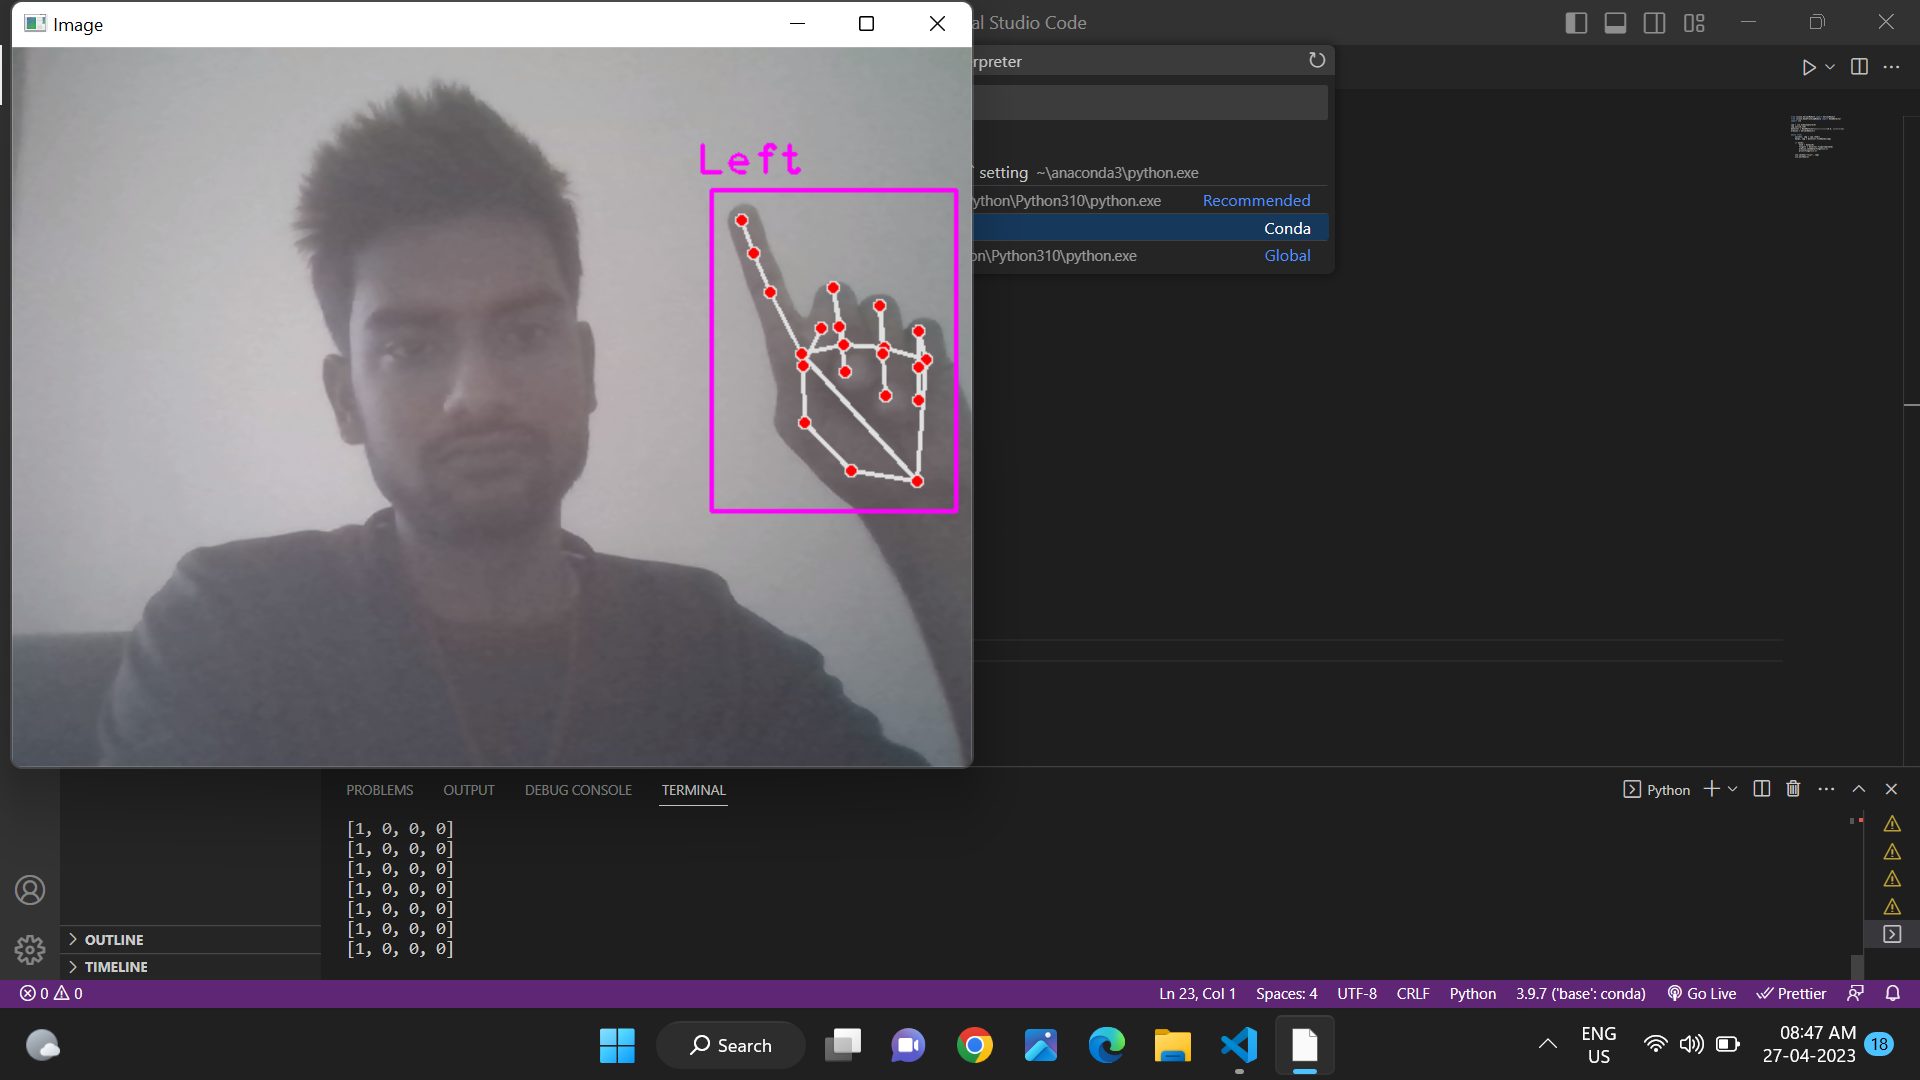 Image
al Studio Code
rpreter
setting ~\anaconda3\python.exe
ython\Python310\python.exe Recommended
Conda
on\Python310\python.exe Global
Left
PROBLEMS OUTPUT DEBUG CONSOLE TERMINAL
Python
[1, 0, 0, 0]
[1, 0, 0, 0]
[1, 0, 0, 0]
[1, 0, 0, 0]
[1, 0, 0, 0]
[1, 0, 0, 0]
[1, 0, 0, 0]
OUTLINE
TIMELINE
0 0 Ln 23, Col 1 Spaces: 4 UTF-8 CRLF Python 3.9.7 ('base': conda) Go Live Prettier
Search
ENG
US
08:47 AM
27-04-2023
18